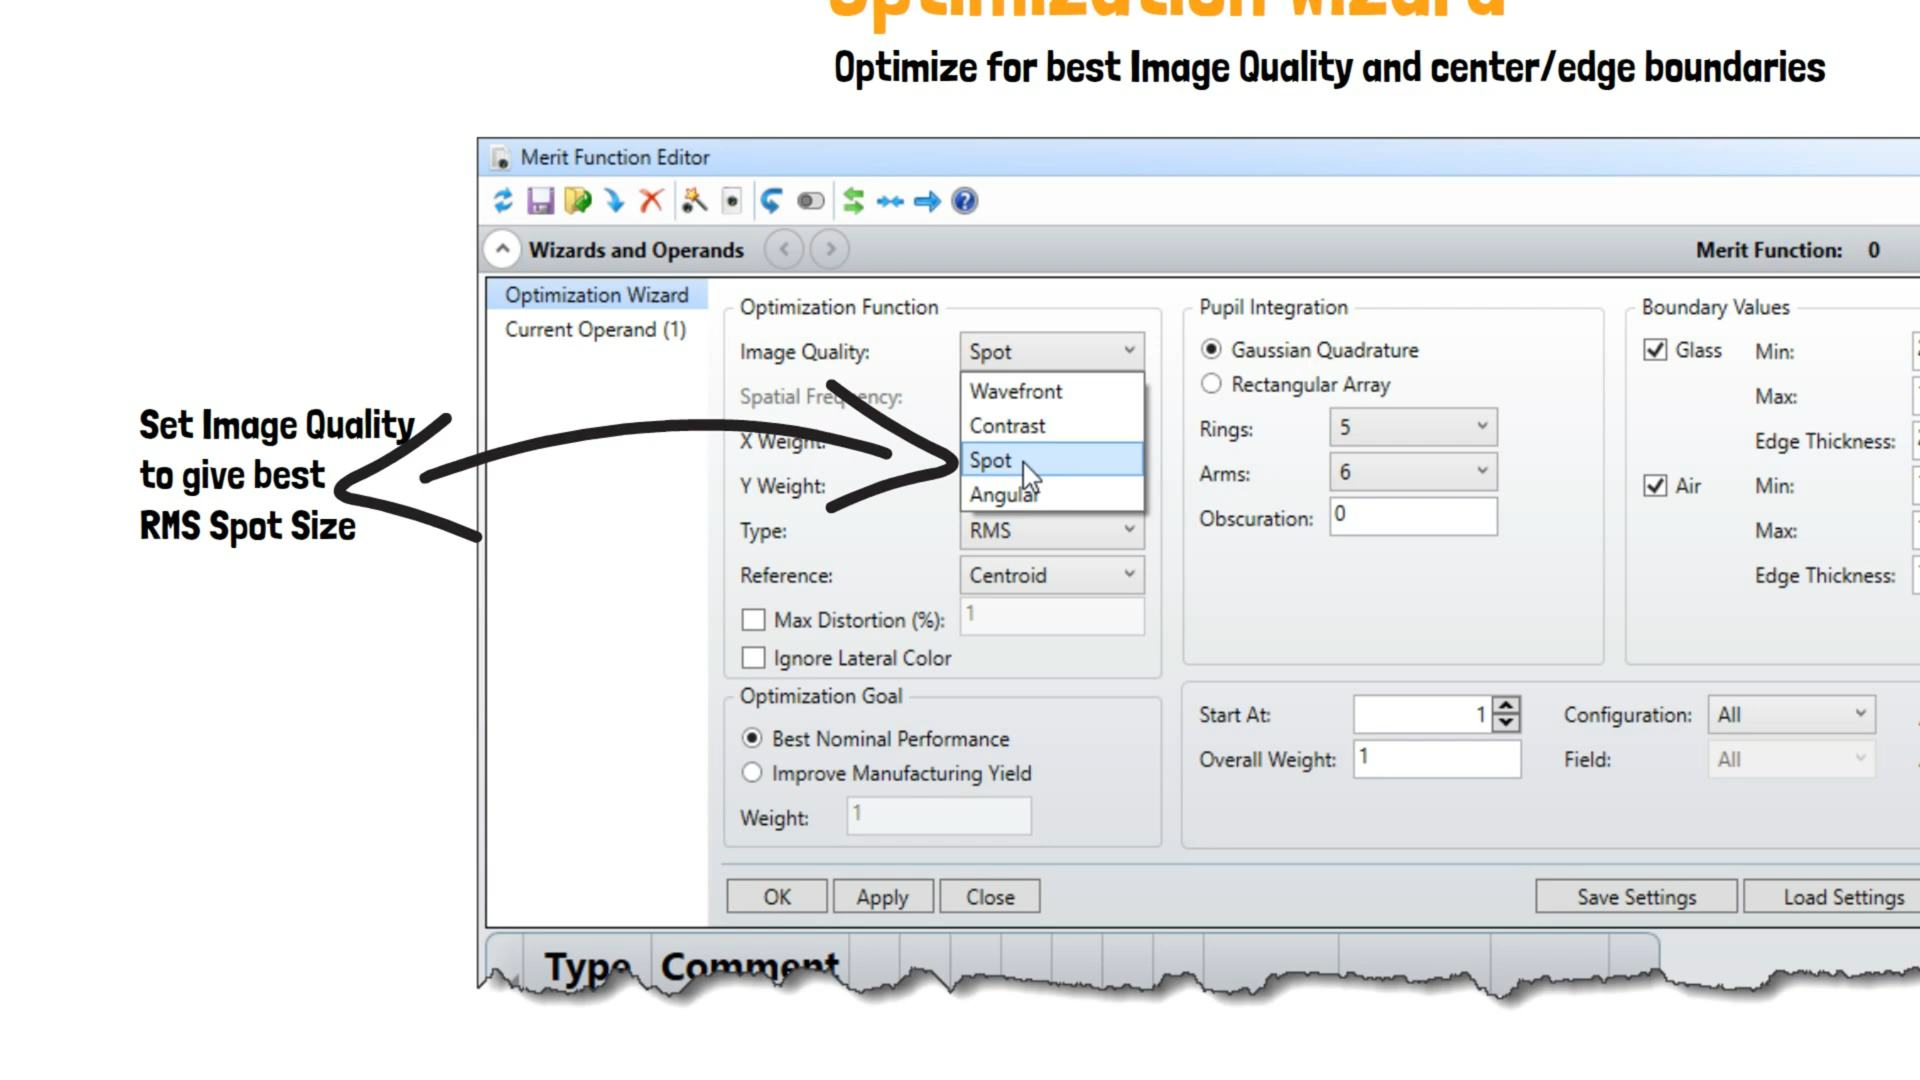 Optimization Wizard
Optimize for best Image Quality and center/edge boundaries
Merit Function Editor
Wizards and Operands
Merit Function: 0
Optimization Wizard
Current Operand (1)
Set Image Quality
to give best
RMS Spot Size
Optimization Function
Image Quality: Spot
Spatial Frequency:
X Weight:
Y Weight:
Wavefront
Contrast
Spot
Angular
Type: RMS
Reference: Centroid
Max Distortion (%): 1
Ignore Lateral Color
Pupil Integration
Gaussian Quadrature
Rectangular Array
Rings: 5
Arms: 6
Obscuration: 0
Boundary Values
Glass Min:
Max:
Edge Thickness:
Air Min:
Max:
Edge Thickness:
Optimization Goal
Best Nominal Performance
Improve Manufacturing Yield
Weight: 1
Start At: 1
Configuration: All
Overall Weight: 1
Field: All
OK Apply Close
Save Settings Load Settings
Type Comment